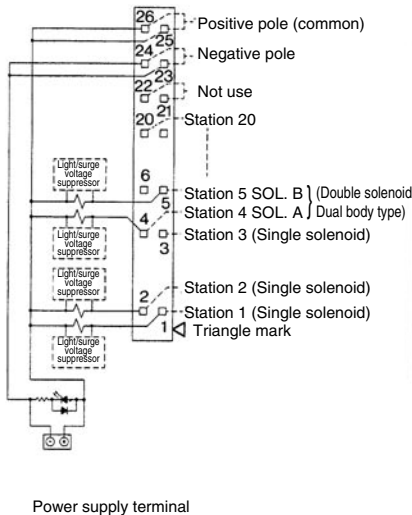 26
Positive pole (common)
25
24
Negative pole
23
22
Not use
21
20
Station 20
Light/surge
voltage
suppressor
6
5
Station 5 SOL. B
(Double solenoid
Station 4 SOL. A
Dual body type)
4
Light/surge
voltage
suppressor
Station 3 (Single solenoid)
3
Light/surge
voltage
suppressor
2
Station 2 (Single solenoid)
Station 1 (Single solenoid)
1
Triangle mark
Light/surge
voltage
suppressor
Power supply terminal